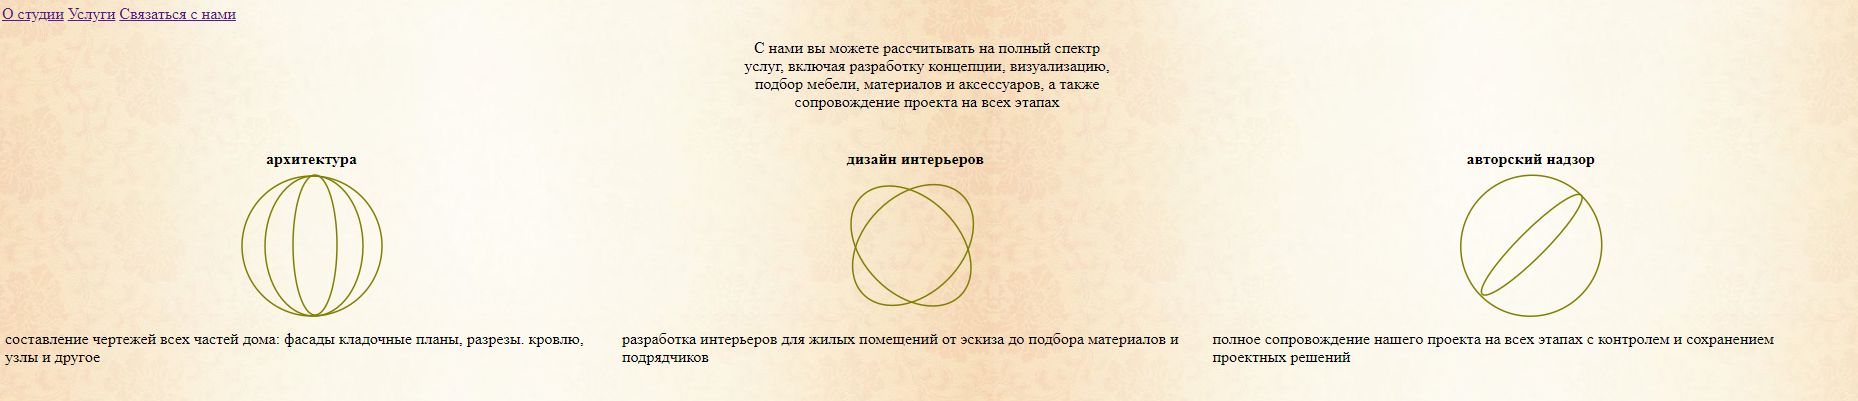 О студии Услуги Связаться с нами
С нами вы можете рассчитывать на полный спектр
услуг, включая разработку концепции, визуализацию,
подбор мебели, материалов и аксессуаров, а также
сопровождение проекта на всех этапах
архитектура
составление чертежей всех частей дома: фасады кладочные планы, разрезы. кровлю,
узлы и другое
дизайн интерьеров
разработка интерьеров для жилых помещений от эскиза до подбора материалов и
подрядчиков
авторский надзор
полное сопровождение нашего проекта на всех этапах с контролем и сохранением
проектных решений